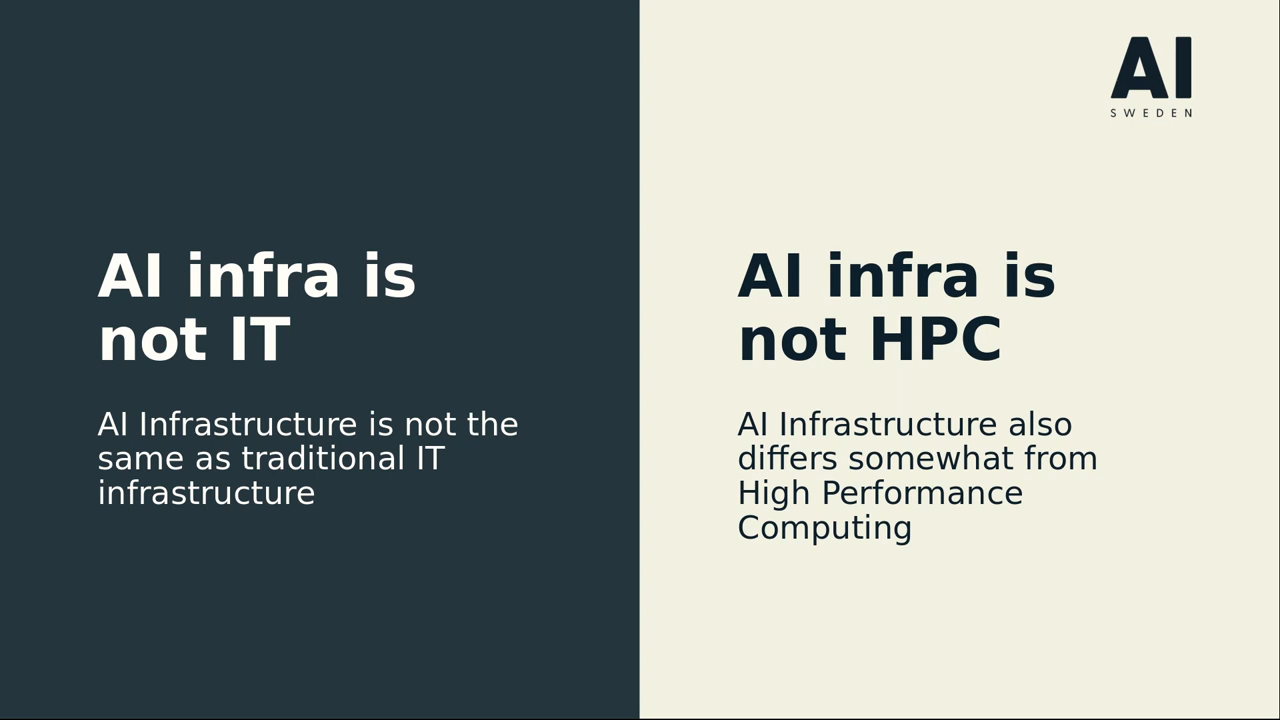 AI
SWEDEN
AI infra is
not IT
AI Infrastructure is not the
same as traditional IT
infrastructure
AI infra is
not HPC
AI Infrastructure also
differs somewhat from
High Performance
Computing